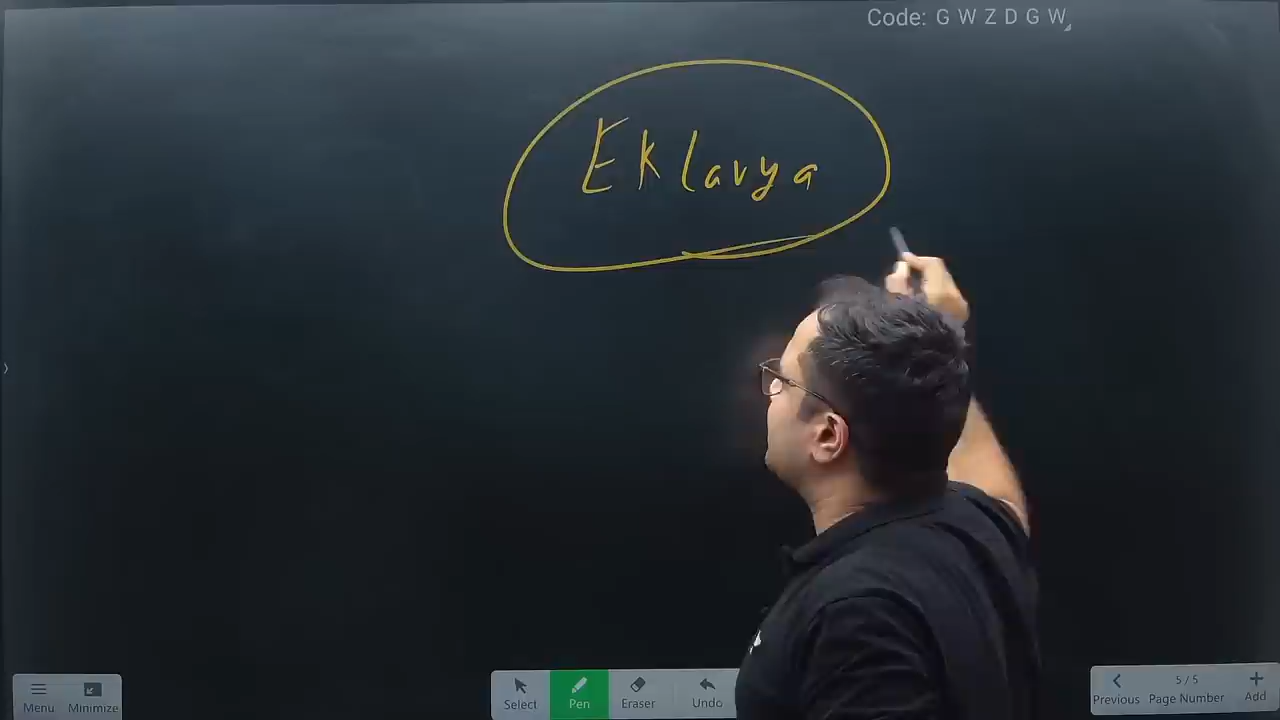 Code: G W Z D G W
Eklavya
Menu
Minimize
Select
Pen
Eraser
Undo
Previous
5 / 5
Page Number
Add